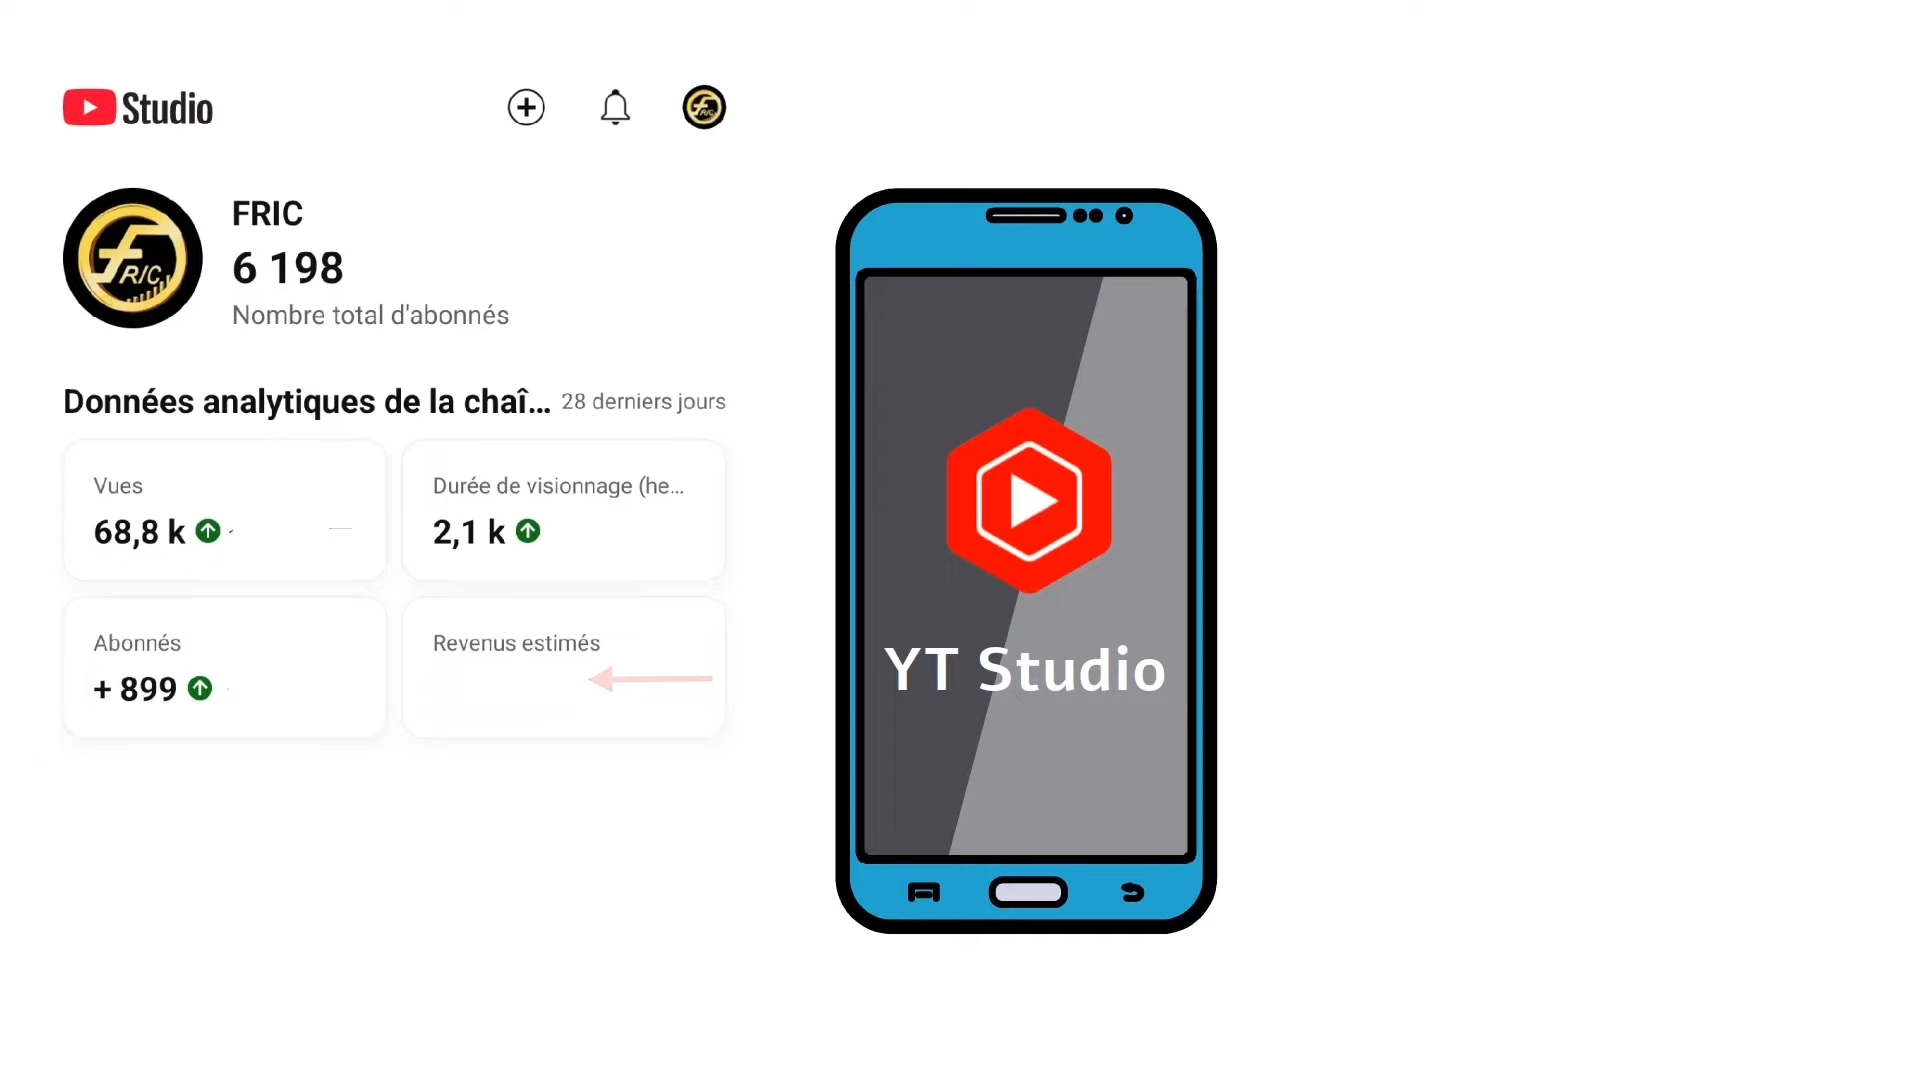 Studio
FRIC
6 198
Nombre total d'abonnés
FRIC
Données analytiques de la chaî... 28 derniers jours
Vues
68,8 k
Durée de visionnage (he...
2,1 k
Abonnés
+ 899
Revenus estimés
YT Studio